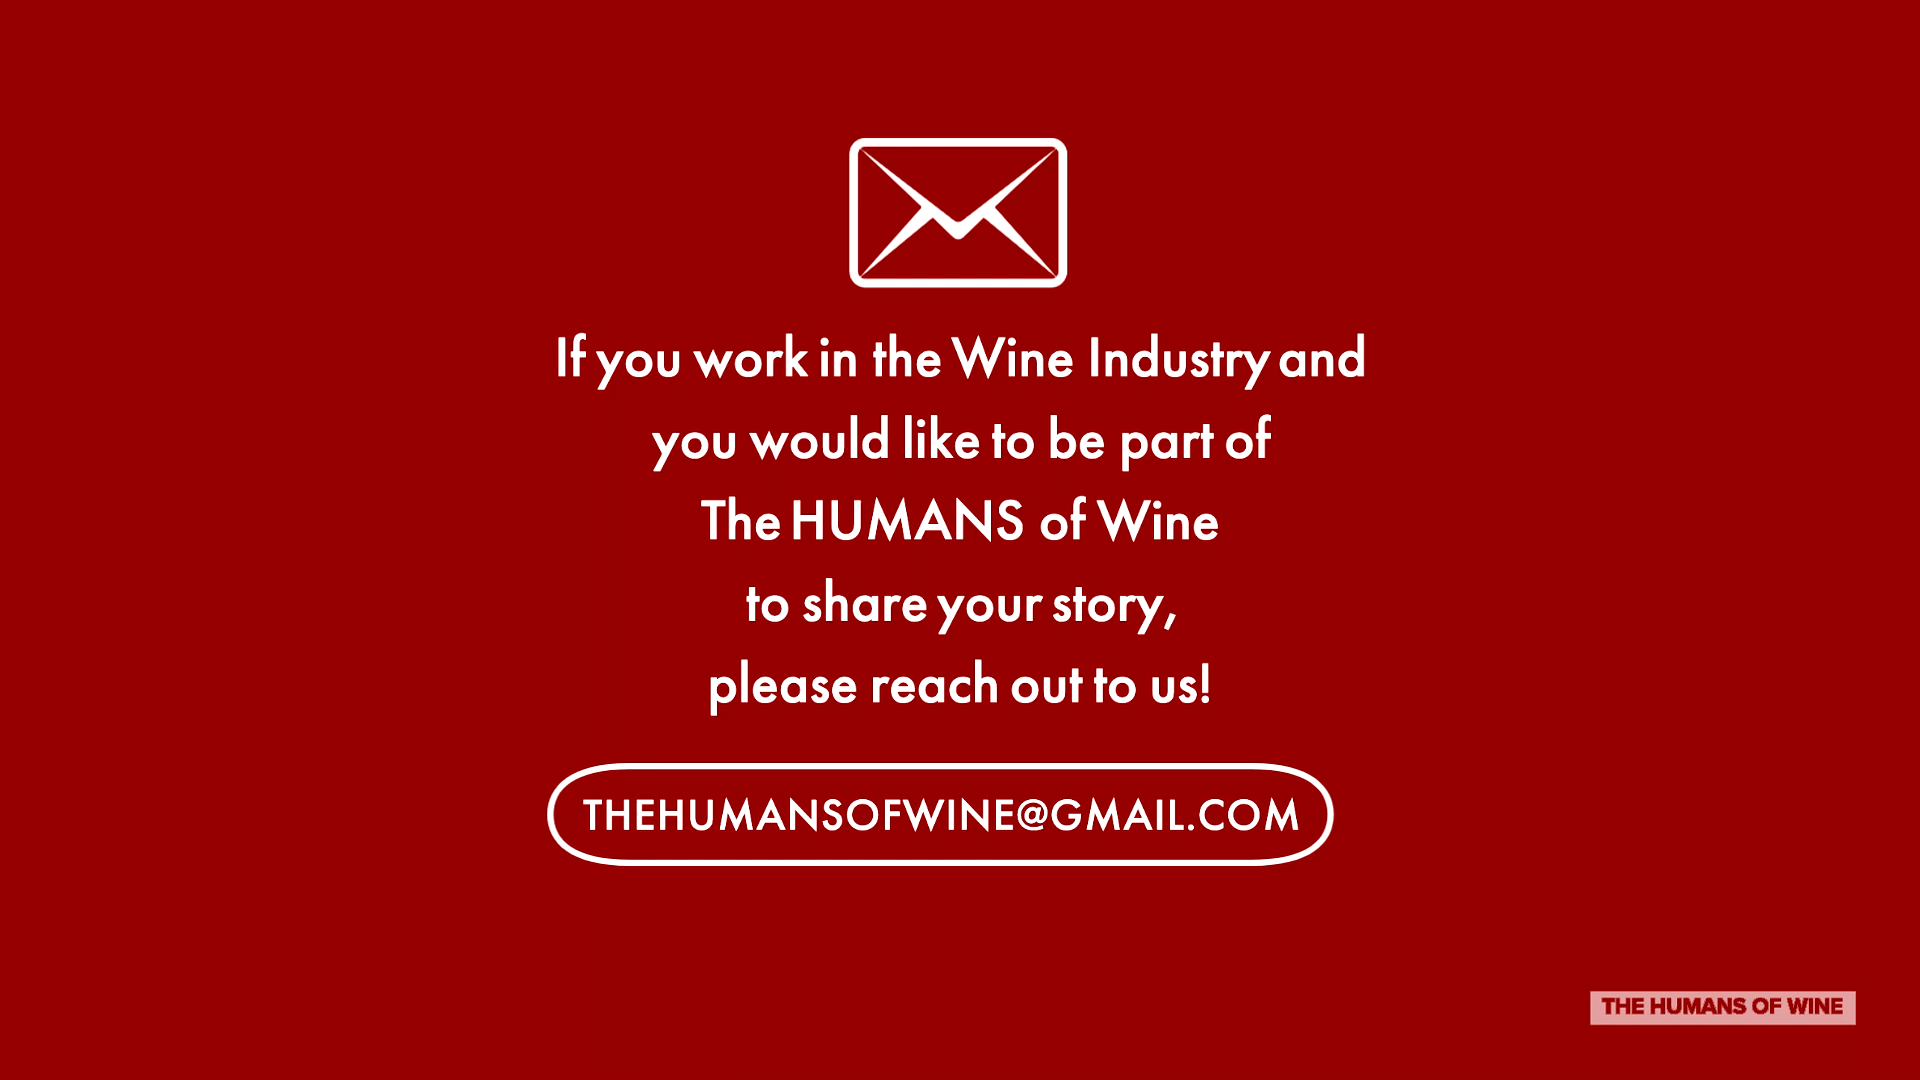 If you work in the Wine Industry and
you would like to be part of
The HUMANS of Wine
to share your story,
please reach out to us!
THEHUMANSOFWINE@GMAIL.COM
THE HUMANS OF WINE